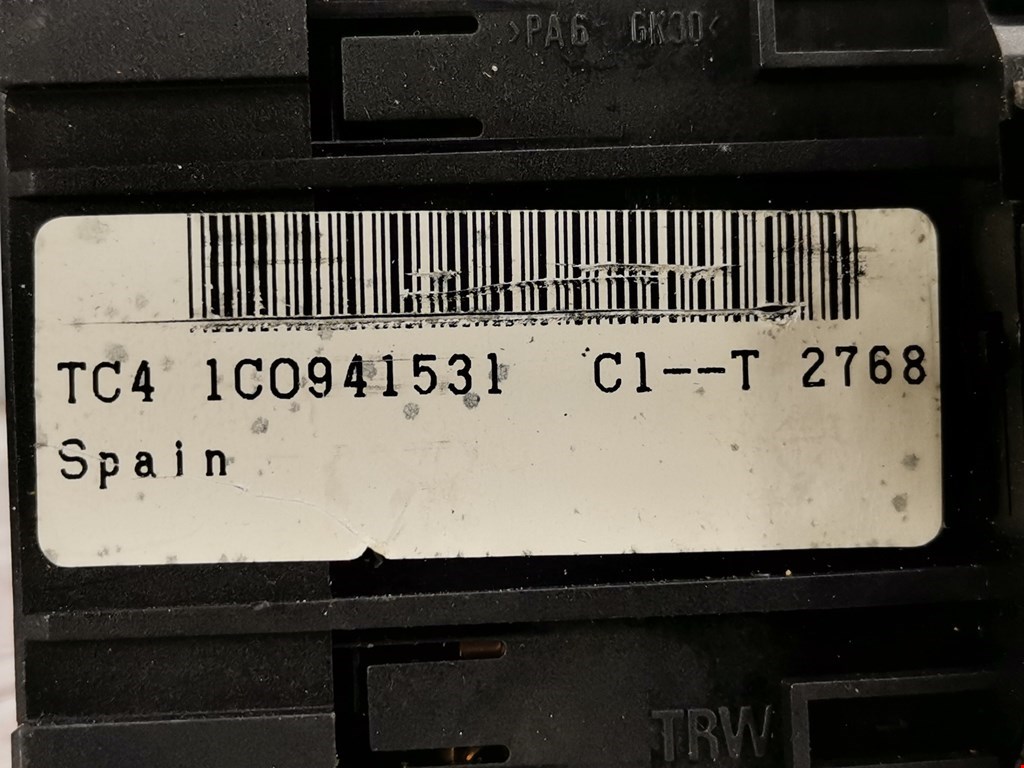 >PA6 GK30<
TC4 1C0941531 C1--T 2768
Spain
TRW